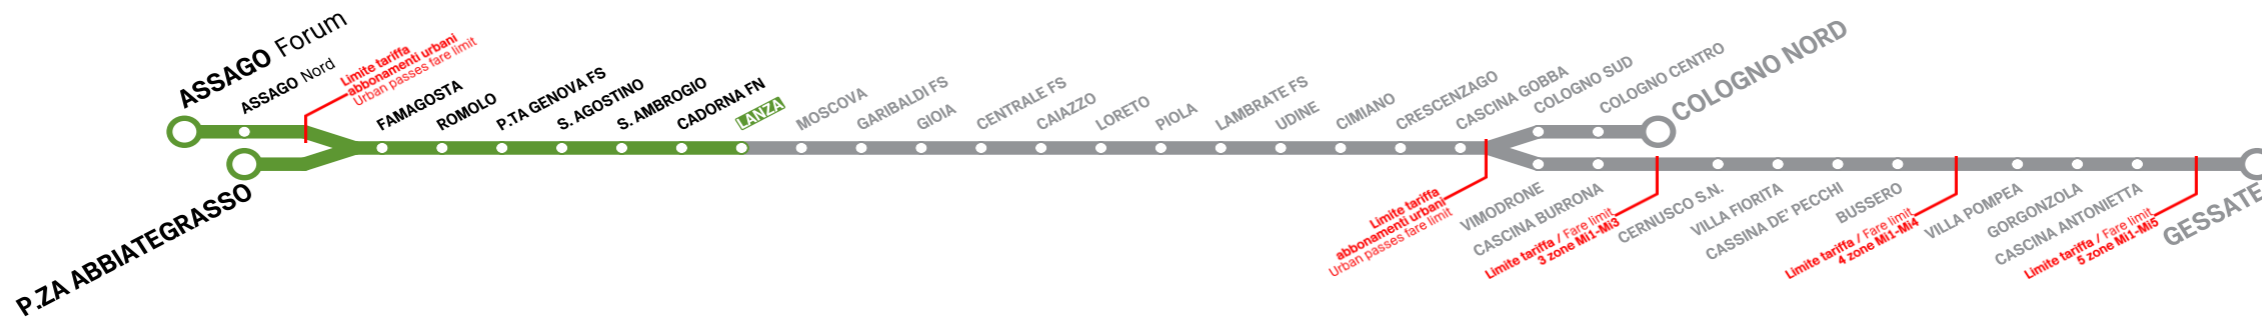 ASSAGO Forum
ASSAGO Nord
Limite tariffa
abbonamenti urbani
Urban passes fare limit
P.ZA ABBIATEGRASSO
FAMAGOSTA
ROMOLO
P.TA GENOVA FS
S. AGOSTINO
S. AMBROGIO
CADORNA FN
LANZA
MOSCOVA
GARIBALDI FS
GIOIA
CENTRALE FS
CAIAZZO
LORETO
PIOLA
LAMBRATE FS
UDINE
CIMIANO
CRESCENZAGO
CASCINA GOBBA
Limite tariffa
abbonamenti urbani
Urban passes fare limit
COLOGNO SUD
COLOGNO CENTRO
COLOGNO NORD
VIMODRONE
CASCINA BURRONA
Limite tariffa / Fare limit
3 zone Mi1-Mi3
CERNUSCO S.N.
VILLA FIORITA
CASSINA DE' PECCHI
BUSSERO
Limite tariffa / Fare limit
4 zone Mi1-Mi4
VILLA POMPEA
GORGONZOLA
CASCINA ANTONIETTA
Limite tariffa / Fare limit
5 zone Mi1-Mi5
GESSATE